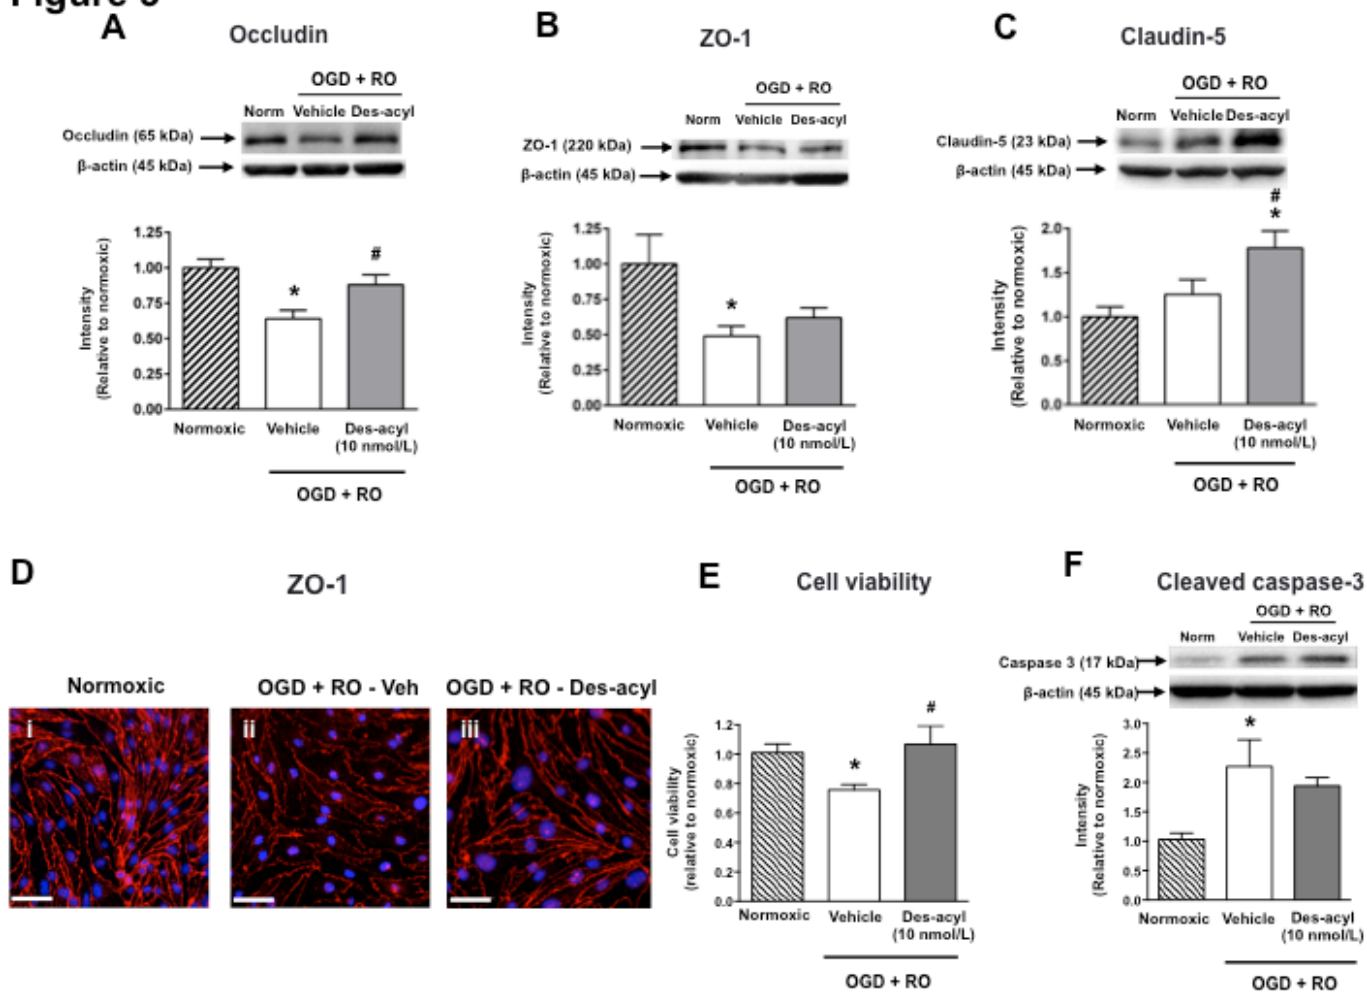 Figure 6
A
Occludin
OGD + RO
Norm Vehicle Des-acyl
Occludin (65 kDa)
β-actin (45 kDa)
1.25
1.00
0.75
0.50
0.25
0.00
Intensity
(Relative to normoxic)
*
#
Normoxic Vehicle Des-acyl
(10 nmol/L)
OGD + RO
B
ZO-1
OGD + RO
Norm Vehicle Des-acyl
ZO-1 (220 kDa)
β-actin (45 kDa)
1.25
1.00
0.75
0.50
0.25
0.00
Intensity
(Relative to normoxic)
*
Normoxic Vehicle Des-acyl
(10 nmol/L)
OGD + RO
C
Claudin-5
OGD + RO
Norm Vehicle Des-acyl
Claudin-5 (23 kDa)
β-actin (45 kDa)
#
*
2.0
1.5
1.0
0.5
0.0
Intensity
(Relative to normoxic)
Normoxic Vehicle Des-acyl
(10 nmol/L)
OGD + RO
D
ZO-1
Normoxic OGD + RO - Veh OGD + RO - Des-acyl
i ii iii
E
Cell viability
1.2
1.0
0.8
0.6
0.4
0.2
0.0
Cell viability
(relative to normoxic)
*
#
Normoxic Vehicle Des-acyl
(10 nmol/L)
OGD + RO
F
Cleaved caspase-3
OGD + RO
Norm Vehicle Des-acyl
Caspase 3 (17 kDa)
β-actin (45 kDa)
3.0
2.5
2.0
1.5
1.0
0.5
0.0
Intensity
(Relative to normoxic)
*
Normoxic Vehicle Des-acyl
(10 nmol/L)
OGD + RO